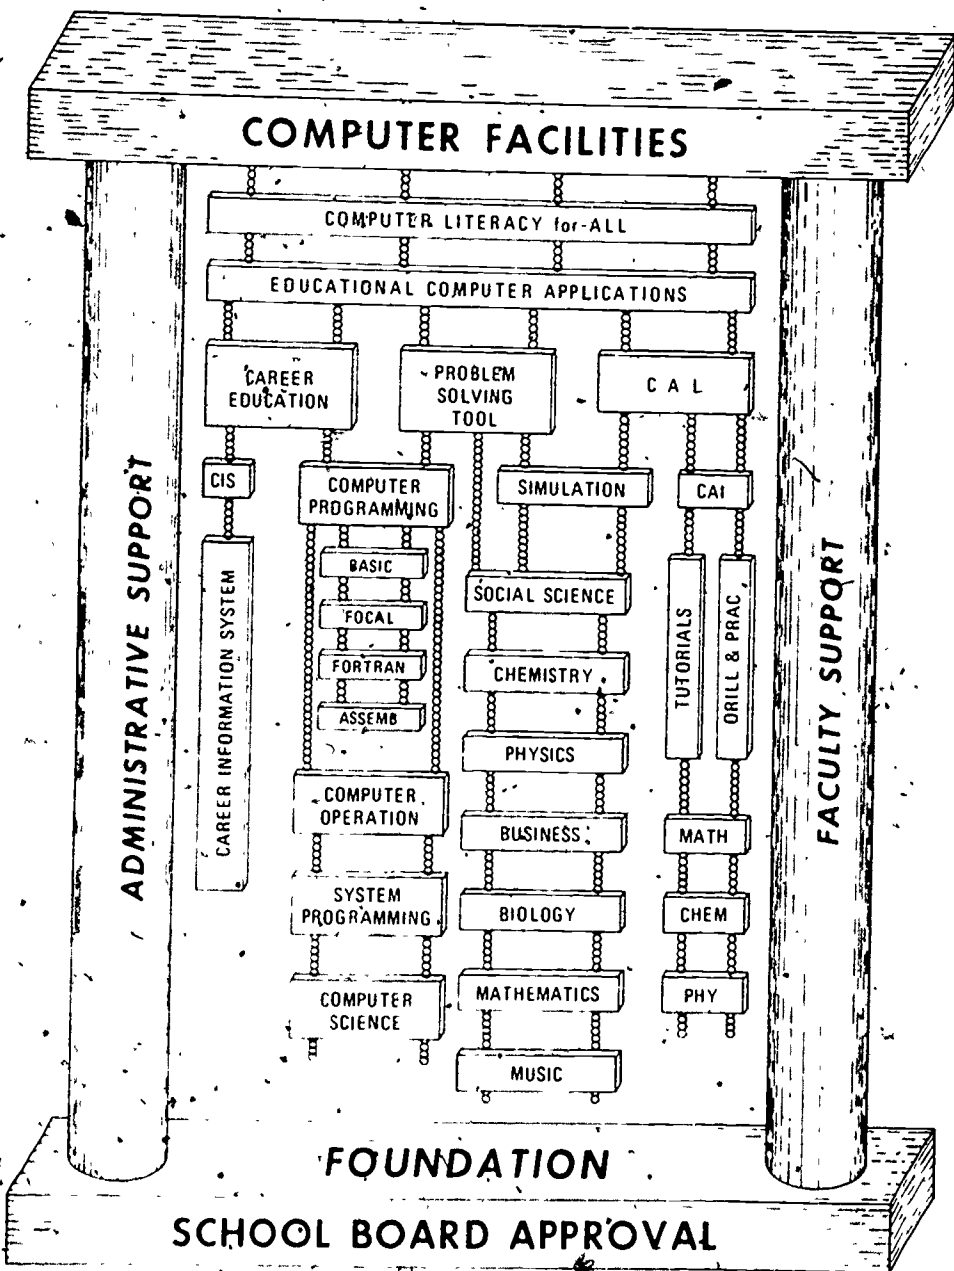 COMPUTER FACILITIES
COMPUTER LITERACY for-ALL
EDUCATIONAL COMPUTER APPLICATIONS
CAREER
EDUCATION
PROBLEM
SOLVING
TOOL
C A L
CIS
COMPUTER
PROGRAMMING
SIMULATION
CAI
CAREER INFORMATION SYSTEM
BASIC
FOCAL
FORTRAN
ASSEMB
COMPUTER
OPERATION
SYSTEM
PROGRAMMING
COMPUTER
SCIENCE
SOCIAL SCIENCE
CHEMISTRY
PHYSICS
BUSINESS
BIOLOGY
MATHEMATICS
MUSIC
TUTORIALS
DRILL & PRAC
MATH
CHEM
PHY
ADMINISTRATIVE SUPPORT
FACULTY SUPPORT
FOUNDATION
SCHOOL BOARD APPROVAL